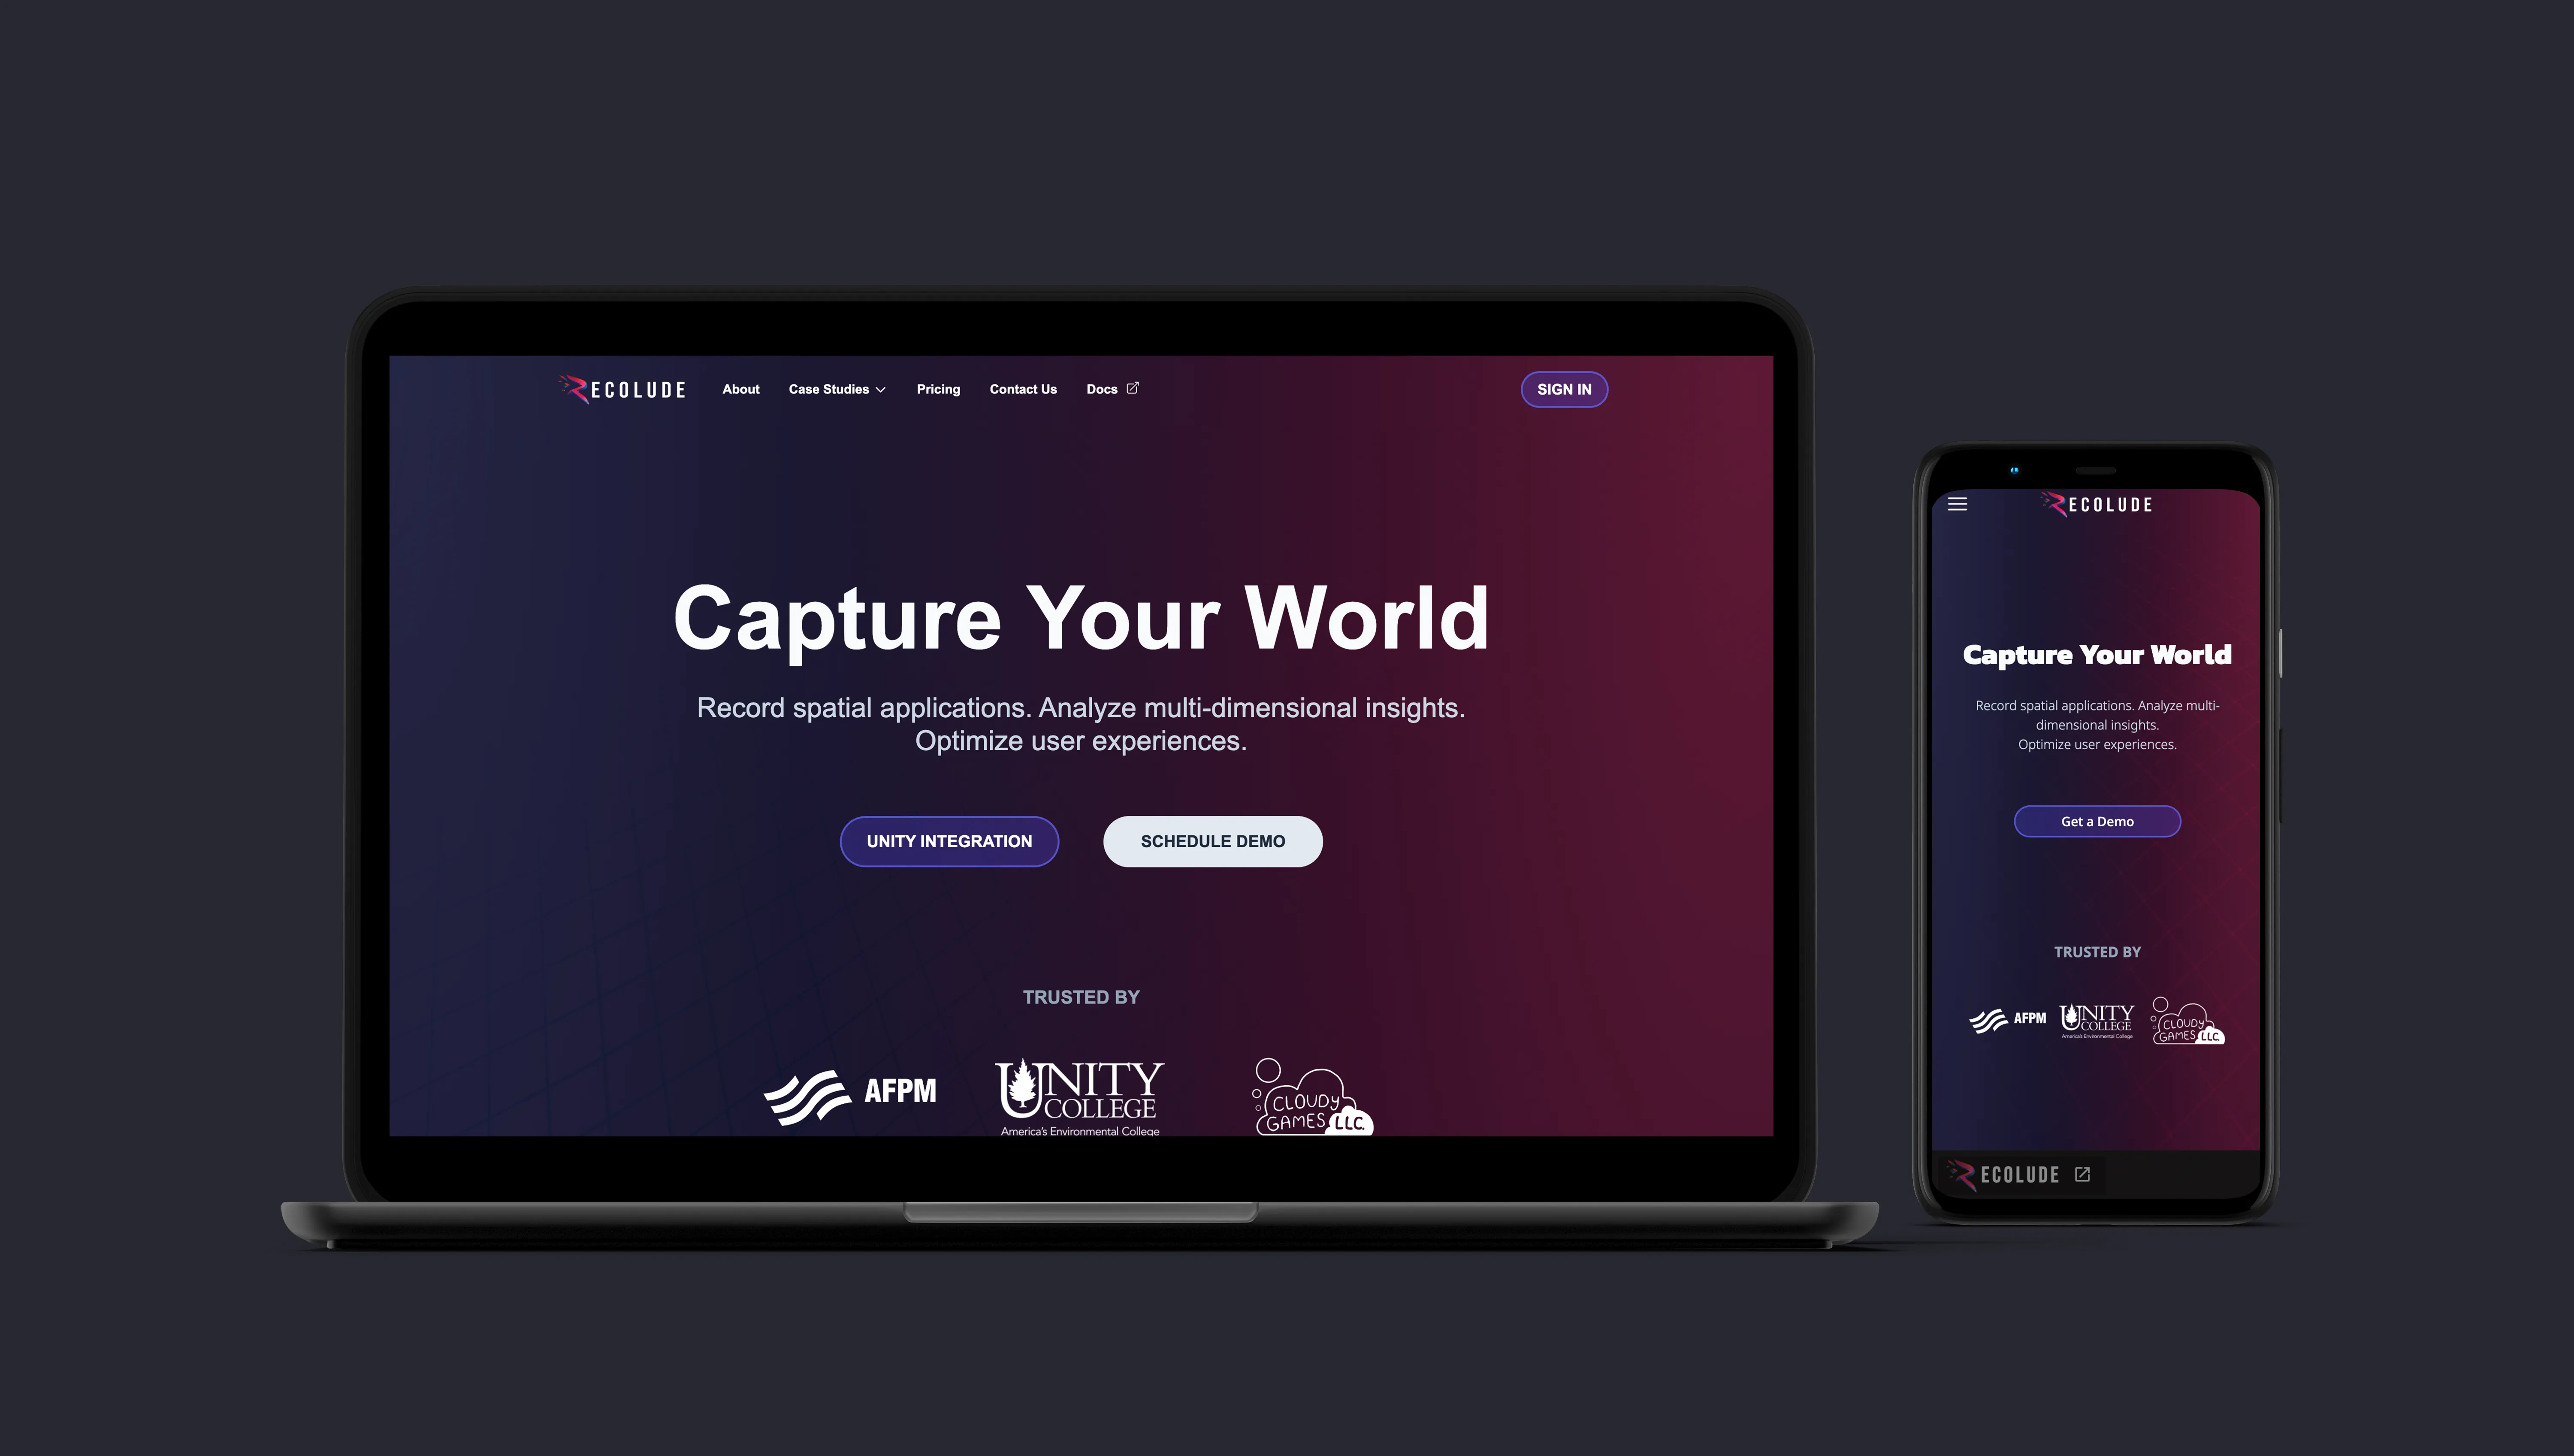 RECOLUDE
About
Case Studies
Pricing
Contact Us
Docs
SIGN IN
Capture Your World
Record spatial applications. Analyze multi-dimensional insights.
Optimize user experiences.
UNITY INTEGRATION
SCHEDULE DEMO
TRUSTED BY
AFPM
UNITY
COLLEGE
America's Environmental College
CLOUDY
GAMES LLC.
RECOLUDE
Capture Your World
Record spatial applications. Analyze multi-
dimensional insights.
Optimize user experiences.
Get a Demo
TRUSTED BY
AFPM
UNITY
COLLEGE
America's Environmental College
CLOUDY
GAMES LLC.
RECOLUDE